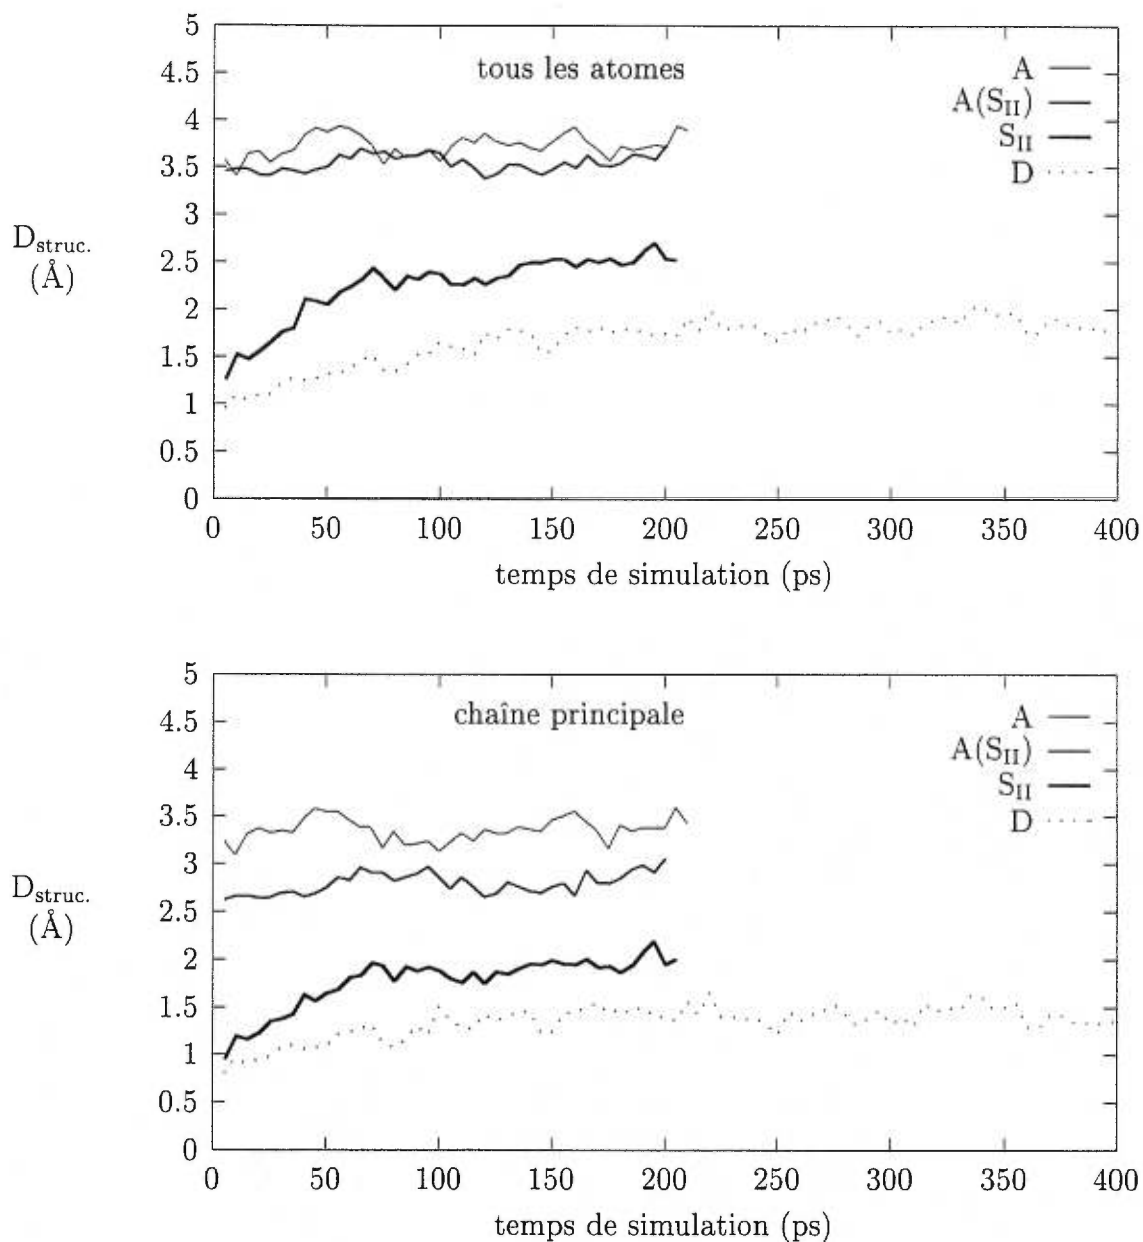 5
4.5
4
3.5
3
2.5
2
1.5
1
0.5
0
D_struc.
(Å)
tous les atomes
A
A(S_II)
S_II
D
0 50 100 150 200 250 300 350 400
temps de simulation (ps)
5
4.5
4
3.5
3
2.5
2
1.5
1
0.5
0
D_struc.
(Å)
chaîne principale
A
A(S_II)
S_II
D
0 50 100 150 200 250 300 350 400
temps de simulation (ps)